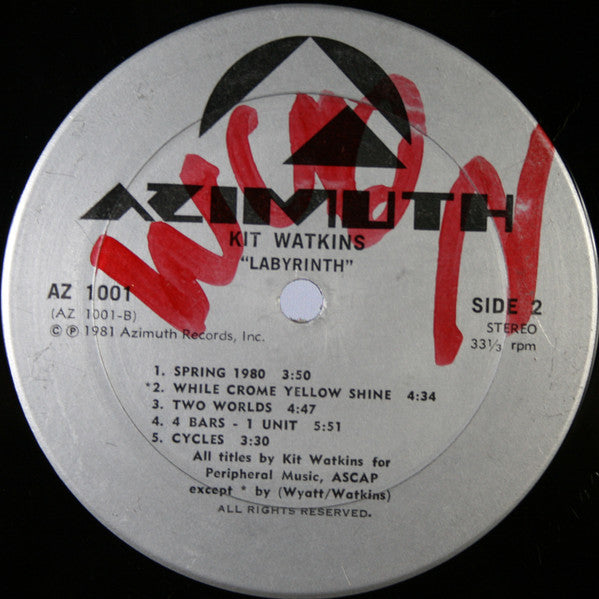 AZIMUTH
KIT WATKINS
"LABYRINTH"
AZ 1001
(AZ 1001-B)
© ℗ 1981 Azimuth Records, Inc.
SIDE 2
STEREO
33⅓ rpm
1. SPRING 1980 3:50
*2. WHILE CROME YELLOW SHINE 4:34
3. TWO WORLDS 4:47
4. 4 BARS - 1 UNIT 5:51
5. CYCLES 3:30
All titles by Kit Watkins for
Peripheral Music, ASCAP
except * by (Wyatt/Watkins)
ALL RIGHTS RESERVED.